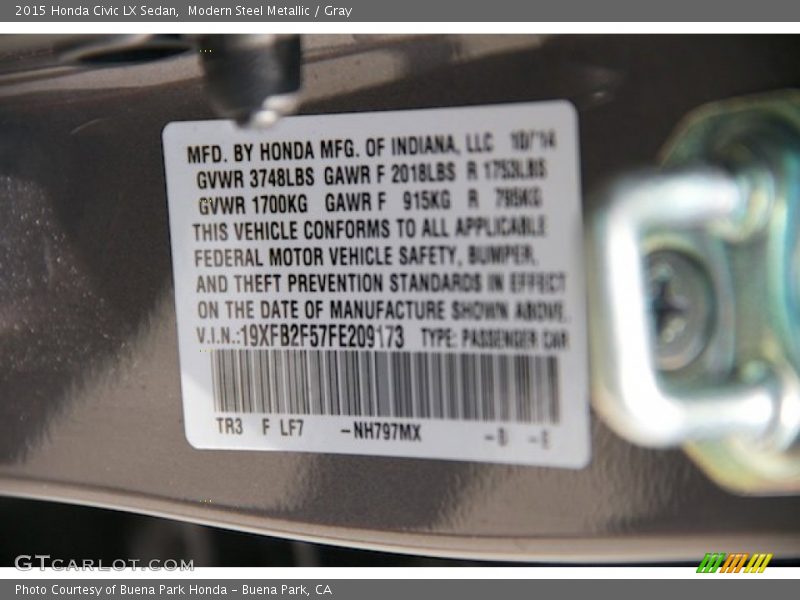 2015 Honda Civic LX Sedan,  Modern Steel Metallic / Gray
MFD. BY HONDA MFG. OF INDIANA, LLC 10/'14
GVWR 3748LBS GAWR F 2018LBS R 1753LBS
GVWR 1700KG GAWR F 915KG R 795KG
THIS VEHICLE CONFORMS TO ALL APPLICABLE
FEDERAL MOTOR VEHICLE SAFETY, BUMPER,
AND THEFT PREVENTION STANDARDS IN EFFECT
ON THE DATE OF MANUFACTURE SHOWN ABOVE.
V.I.N.:19XFB2F57FE209173 TYPE: PASSENGER CAR
TR3 F LF7 -NH797MX
GTCARLOT.COM
Photo Courtesy of Buena Park Honda – Buena Park, CA